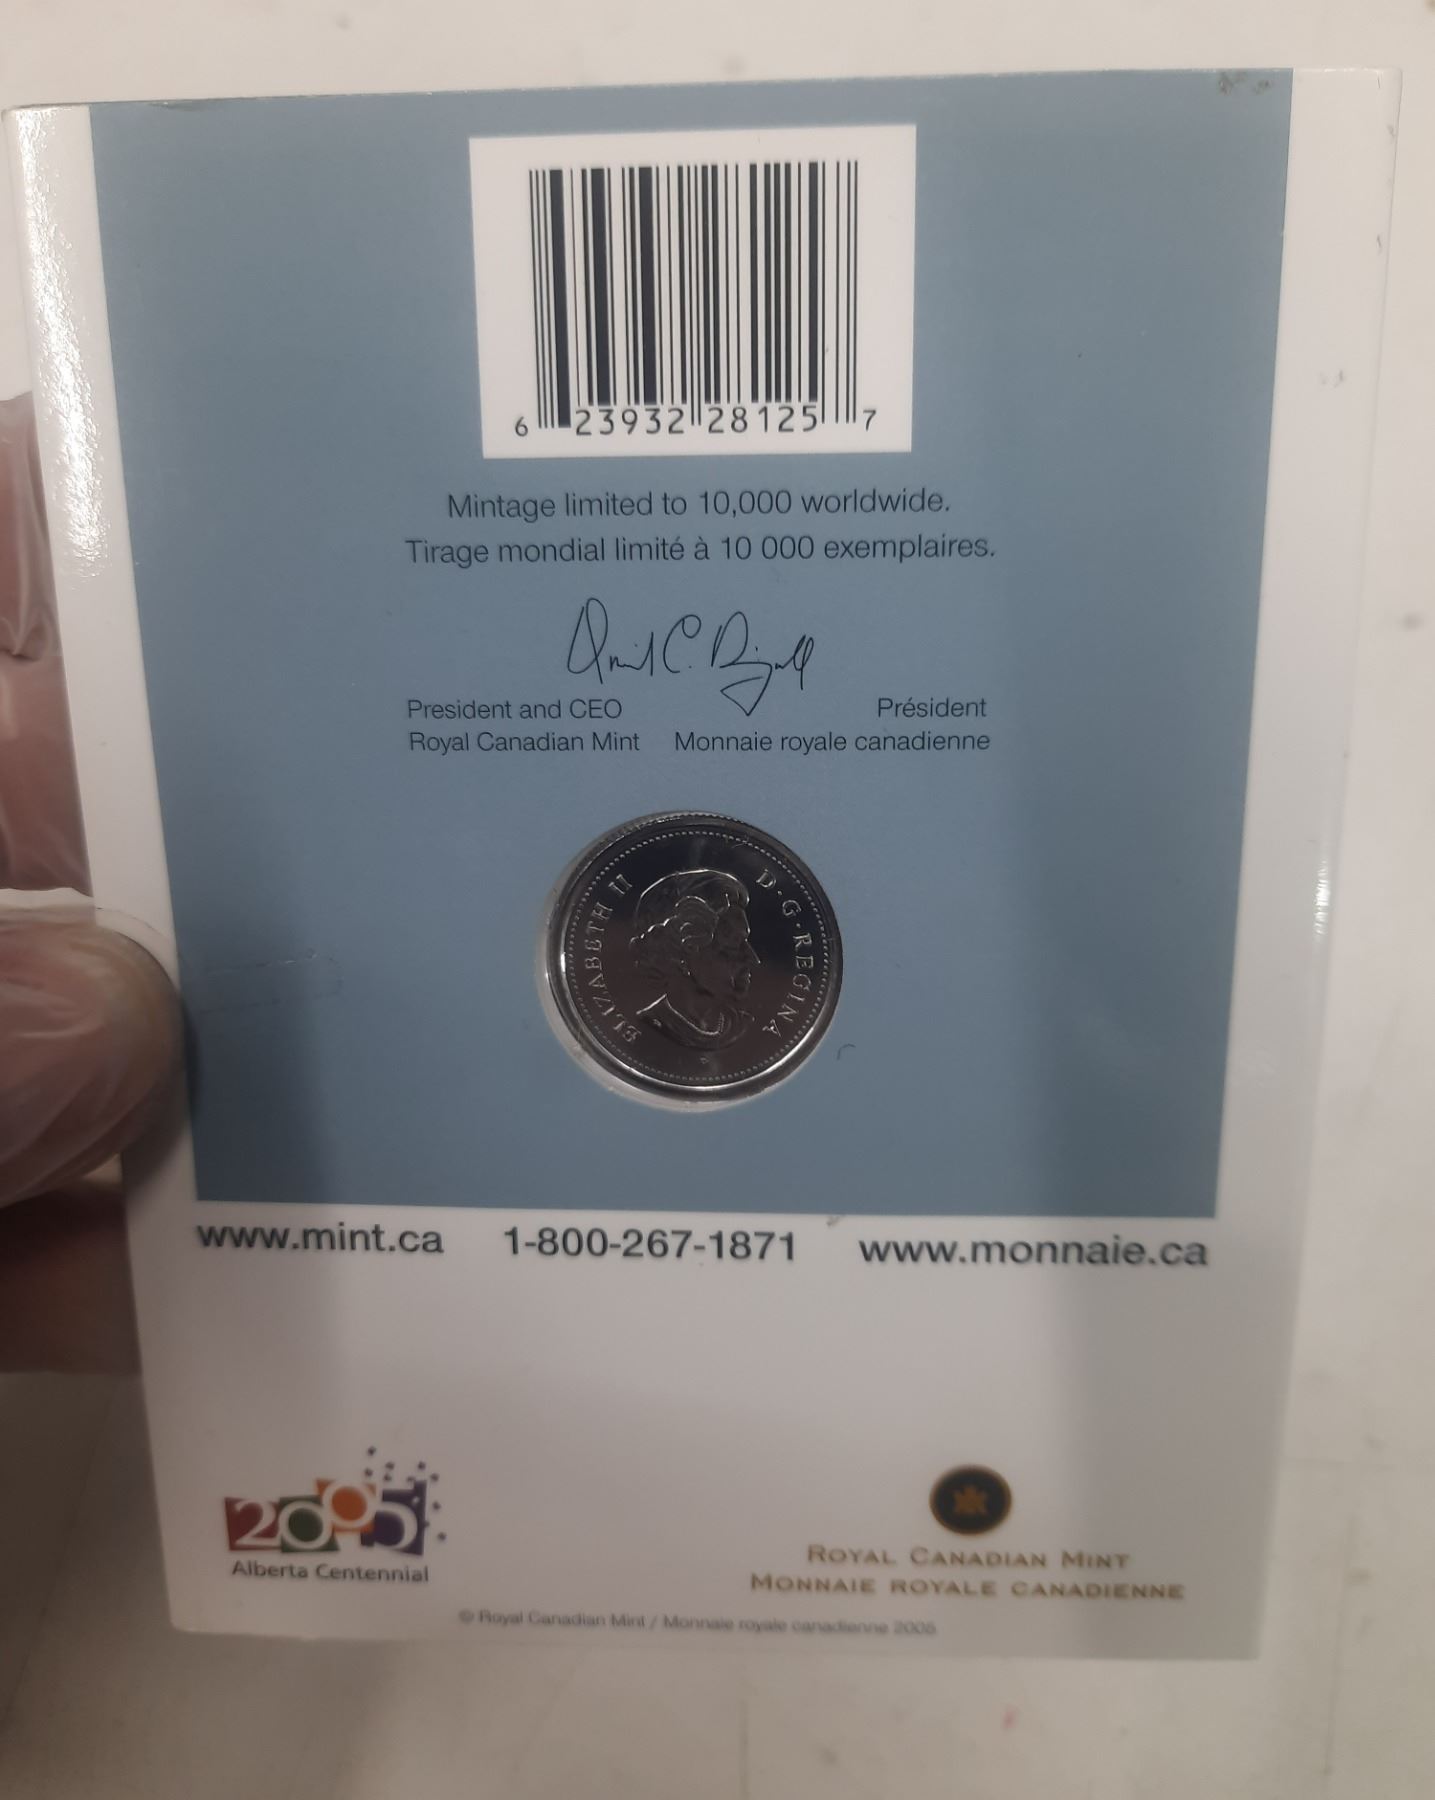 6 23932 28125 7
Mintage limited to 10,000 worldwide.
Tirage mondial limité à 10 000 exemplaires.
President and CEO
Royal Canadian Mint
Président
Monnaie royale canadienne
ELIZABETH II D·G·REGINA
P
www.mint.ca 1-800-267-1871 www.monnaie.ca
2005
Alberta Centennial
ROYAL CANADIAN MINT
MONNAIE ROYALE CANADIENNE
© Royal Canadian Mint / Monnaie royale canadienne 2005